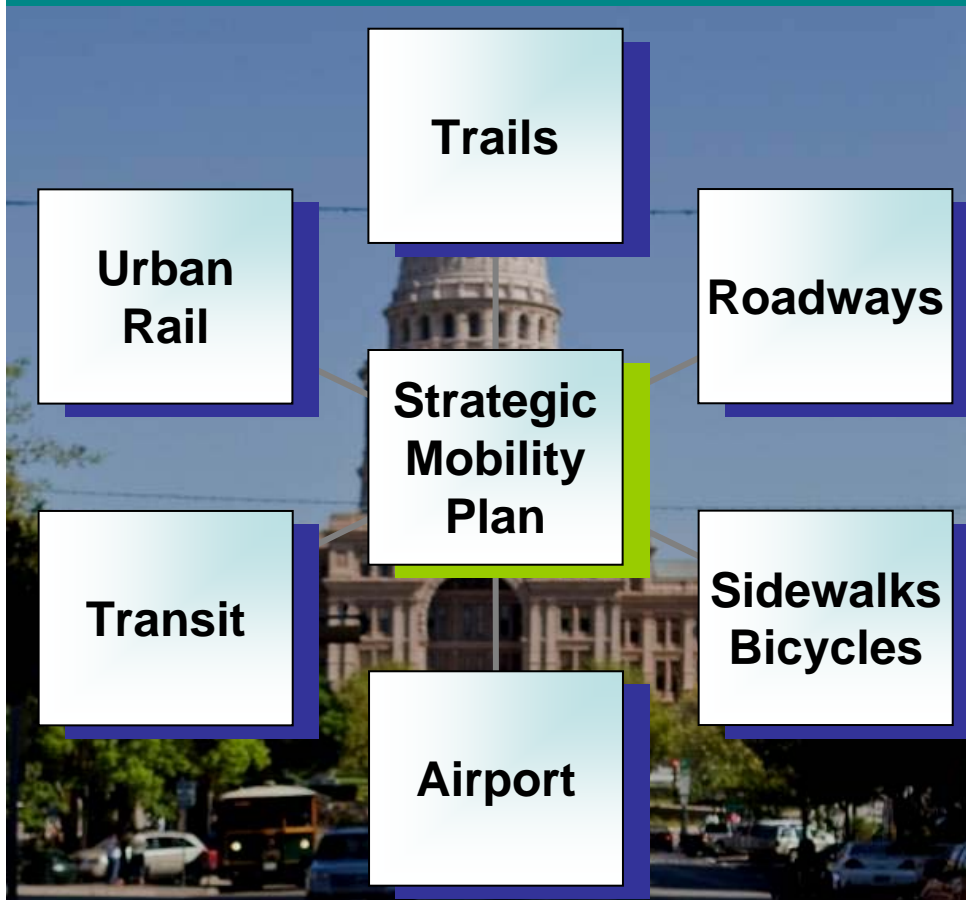 Trails
Urban
Rail
Roadways
Strategic
Mobility
Plan
Transit
Sidewalks
Bicycles
Airport